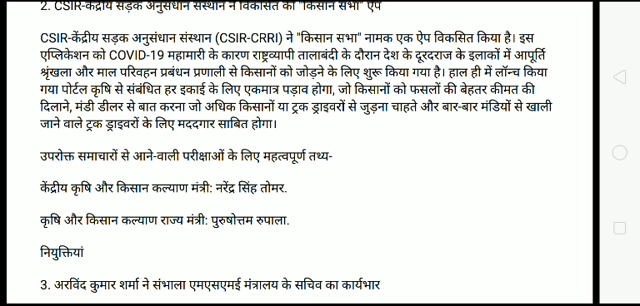 2. CSIR-केंद्रीय सड़क अनुसंधान संस्थान ने विकसित की "किसान सभा" ऐप
CSIR-केंद्रीय सड़क अनुसंधान संस्थान (CSIR-CRRI) ने "किसान सभा" नामक एक ऐप विकसित किया है। इस
एप्लिकेशन को COVID-19 महामारी के कारण राष्ट्रव्यापी तालाबंदी के दौरान देश के दूरदराज के इलाकों में आपूर्ति
श्रृंखला और माल परिवहन प्रबंधन प्रणाली से किसानों को जोड़ने के लिए शुरू किया गया है। हाल ही में लॉन्च किया
गया पोर्टल कृषि से संबंधित हर इकाई के लिए एकमात्र पड़ाव होगा, जो किसानों को फसलों की बेहतर कीमत की
दिलाने, मंडी डीलर से बात करना जो अधिक किसानों या ट्रक ड्राइवरों से जुड़ना चाहते और बार-बार मंडियों से खाली
जाने वाले ट्रक ड्राइवरों के लिए मददगार साबित होगा।
उपरोक्त समाचारों से आने-वाली परीक्षाओं के लिए महत्वपूर्ण तथ्य-
केंद्रीय कृषि और किसान कल्याण मंत्री: नरेंद्र सिंह तोमर.
कृषि और किसान कल्याण राज्य मंत्री: पुरुषोत्तम रुपाला.
नियुक्तियां
3. अरविंद कुमार शर्मा ने संभाला एमएसएमई मंत्रालय के सचिव का कार्यभार